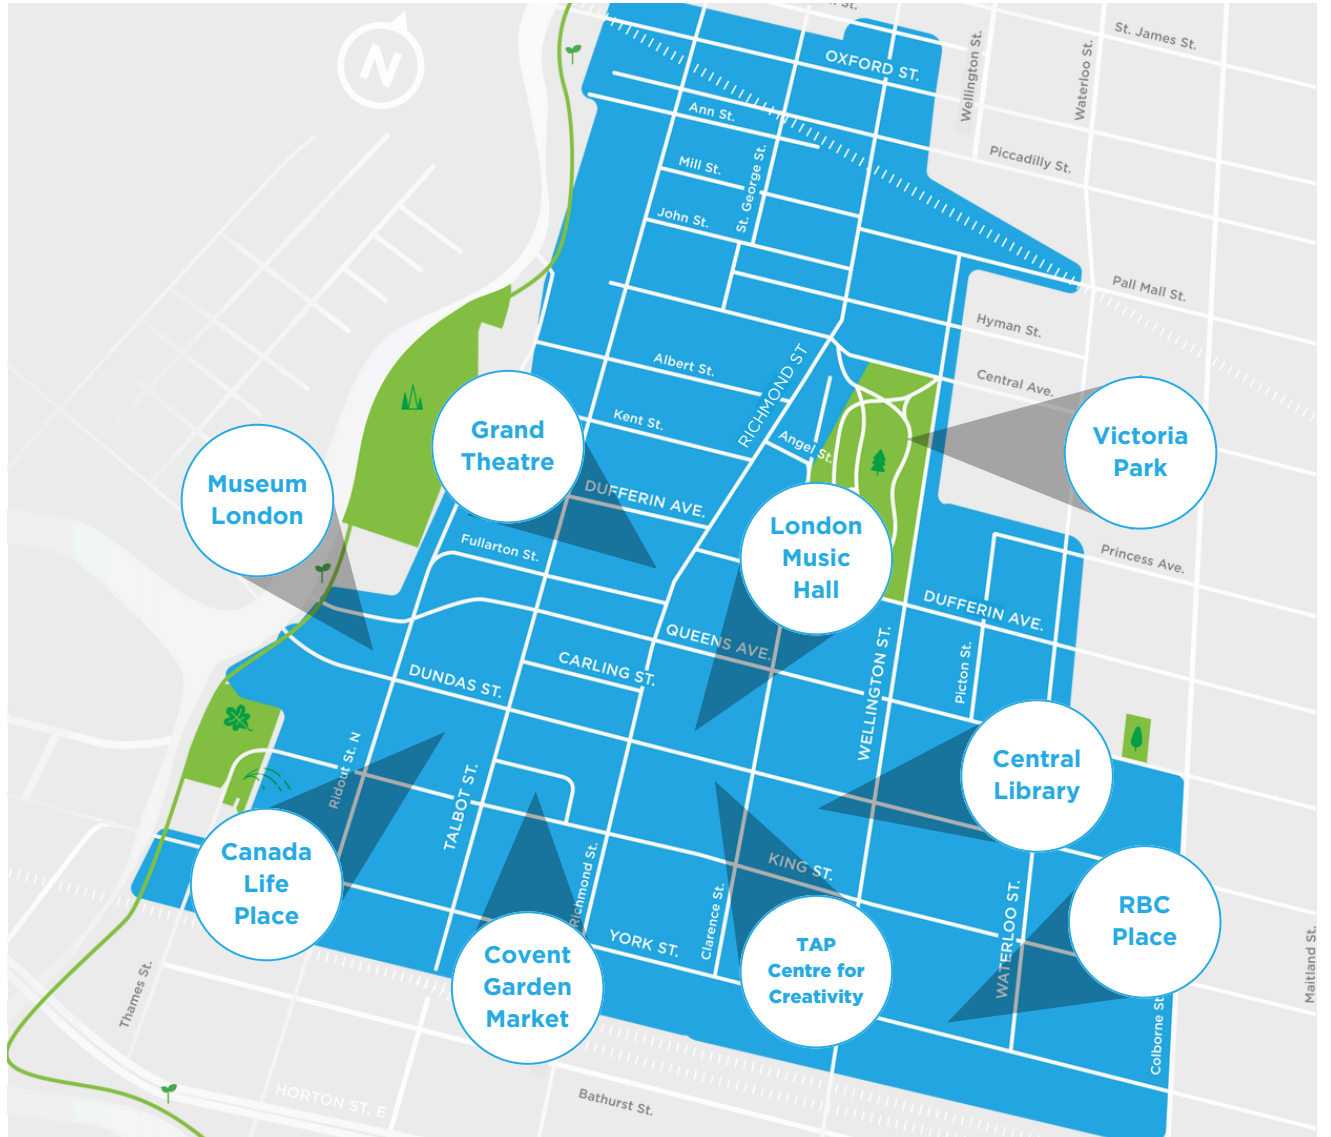 N
St. James St.
OXFORD ST.
Wellington St.
Waterloo St.
Ann St.
Piccadilly St.
Mill St.
St. George St.
John St.
Pall Mall St.
Hyman St.
Albert St.
RICHMOND ST
Central Ave.
Kent St.
Angel St.
Grand
Theatre
Victoria
Park
Museum
London
DUFFERIN AVE.
London
Music
Hall
Fullarton St.
Princess Ave.
DUFFERIN AVE.
QUEENS AVE.
CARLING ST.
DUNDAS ST.
WELLINGTON ST.
Picton St.
Ridout St. N
TALBOT ST.
Central
Library
Canada
Life
Place
Richmond St.
KING ST.
Clarence St.
WATERLOO ST.
RBC
Place
YORK ST.
Covent
Garden
Market
TAP
Centre for
Creativity
Thames St.
Maitland St.
Colborne St.
HORTON ST. E
Bathurst St.